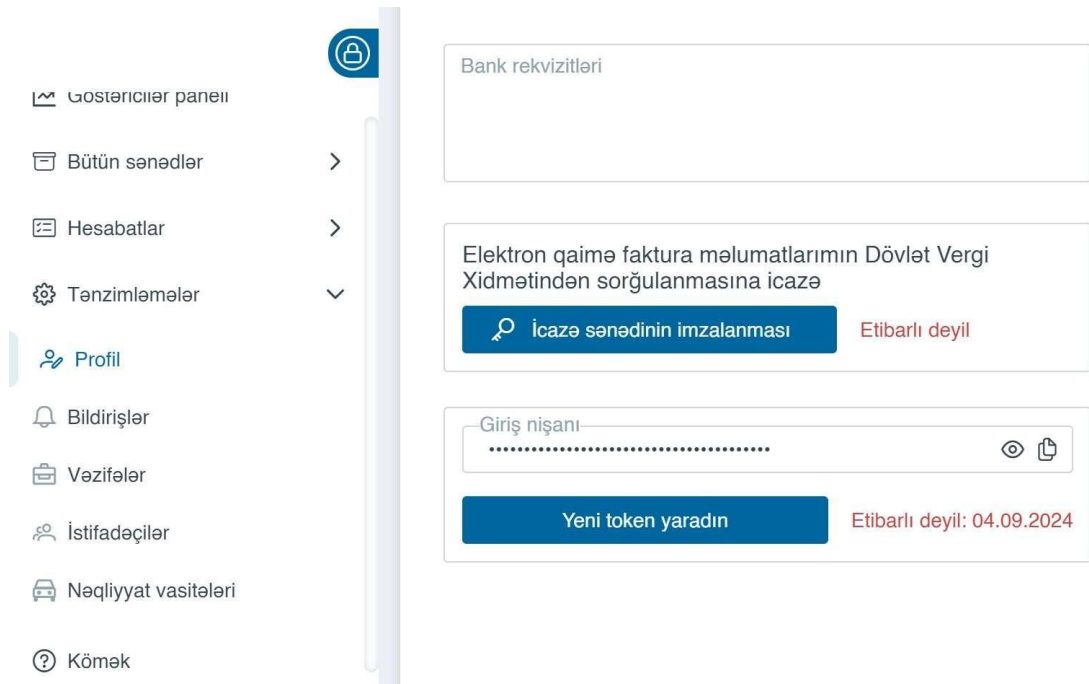 Göstəricilər paneli
Bütün sənədlər
Hesabatlar
Tənzimləmələr
Profil
Bildirişlər
Vəzifələr
İstifadəçilər
Nəqliyyat vasitələri
Kömək
Bank rekvizitləri
Elektron qaimə faktura məlumatlarımın Dövlət Vergi
Xidmətindən sorğulanmasına icazə
İcazə sənədinin imzalanması
Etibarlı deyil
Giriş nişanı
Yeni token yaradın
Etibarlı deyil: 04.09.2024